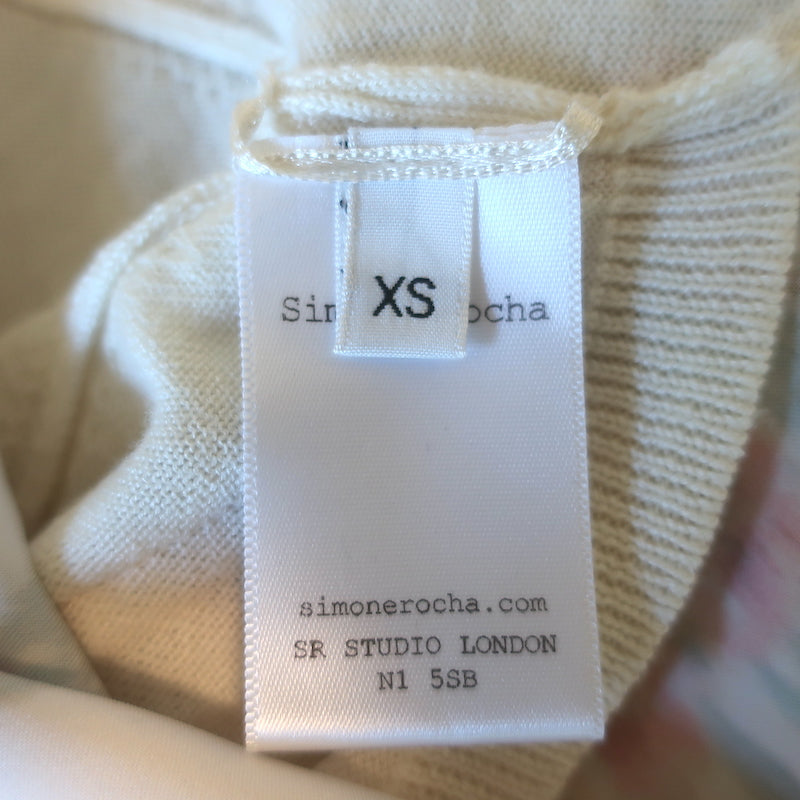 XS
Sim ocha
simonerocha.com
SR STUDIO LONDON
N1 5SB